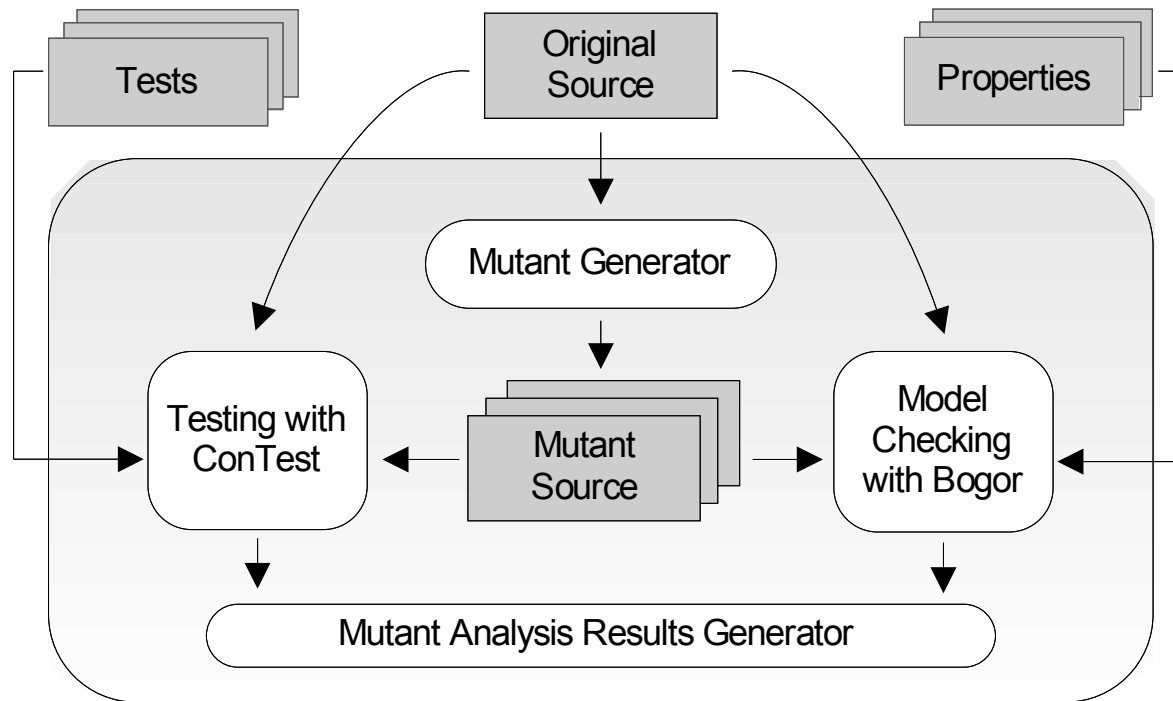 Tests
Original
Source
Properties
Mutant Generator
Testing with
ConTest
Mutant
Source
Model
Checking
with Bogor
Mutant Analysis Results Generator